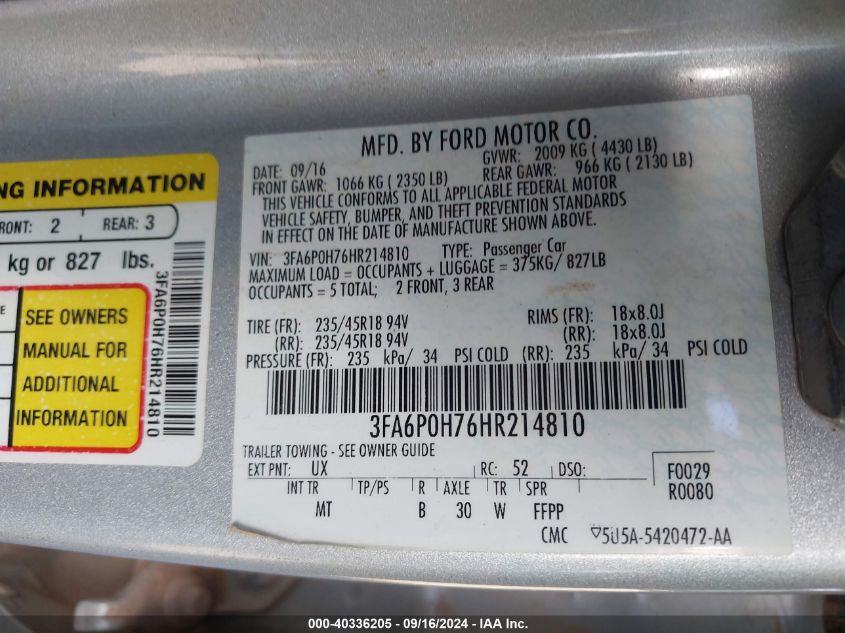 NG INFORMATION
RONT: 2 REAR: 3
kg or 827 lbs.
SEE OWNERS
MANUAL FOR
ADDITIONAL
INFORMATION
3FA6P0H76HR214810
MFD. BY FORD MOTOR CO.
DATE: 09/16 GVWR: 2009 KG ( 4430 LB)
FRONT GAWR: 1066 KG ( 2350 LB) REAR GAWR: 966 KG ( 2130 LB)
THIS VEHICLE CONFORMS TO ALL APPLICABLE FEDERAL MOTOR
VEHICLE SAFETY, BUMPER, AND THEFT PREVENTION STANDARDS
IN EFFECT ON THE DATE OF MANUFACTURE SHOWN ABOVE.
VIN: 3FA6P0H76HR214810 TYPE: Passenger Car
MAXIMUM LOAD = OCCUPANTS + LUGGAGE = 375KG/ 827LB
OCCUPANTS = 5 TOTAL; 2 FRONT, 3 REAR
TIRE (FR): 235/45R18 94V RIMS (FR): 18x8.0J
(RR): 235/45R18 94V (RR): 18x8.0J
PRESSURE (FR): 235 kPa/ 34 PSI COLD (RR): 235 kPa/ 34 PSI COLD
3FA6P0H76HR214810
TRAILER TOWING - SEE OWNER GUIDE
EXT PNT: UX RC: 52 DSO: F0029
INT TR TP/PS R AXLE TR SPR R0080
MT B 30 W FFPP
CMC ▽5U5A-5420472-AA
000-40336205 - 09/16/2024 - IAA Inc.